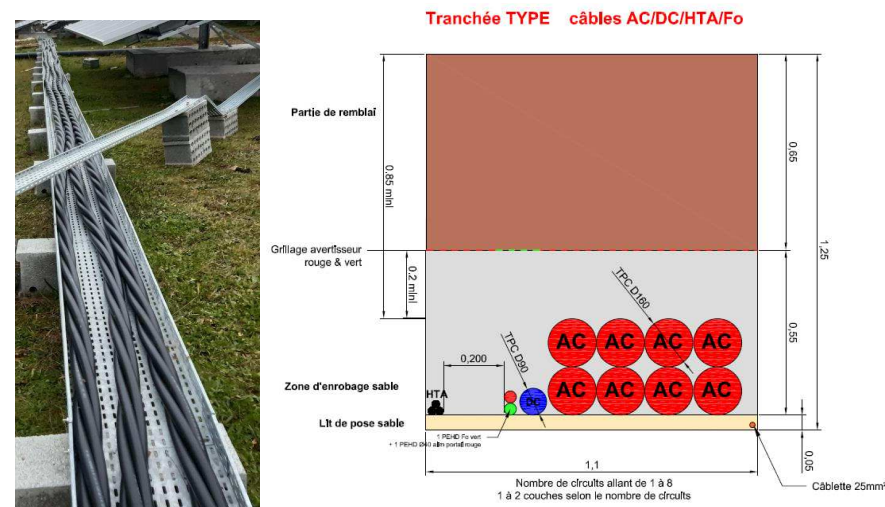 Tranchée TYPE câbles AC/DC/HTA/Fo
Partie de remblaî
0.85 mini
0,65
1,25
Grillage avertisseur
rouge & vert
0.2 mini
TPC D160
TPC D90
0,55
AC AC AC AC
0,200
Zone d'enrobage sable
HTA
DC
AC AC AC AC
Lît de pose sable
1 PEHD Fo vert
+ 1 PEHD Ø40 alim portail rouge
0,05
1,1
Câblette 25mm²
Nombre de cîrcuîts allant de 1 à 8
1 à 2 couches selon le nombre de cîrcuîts